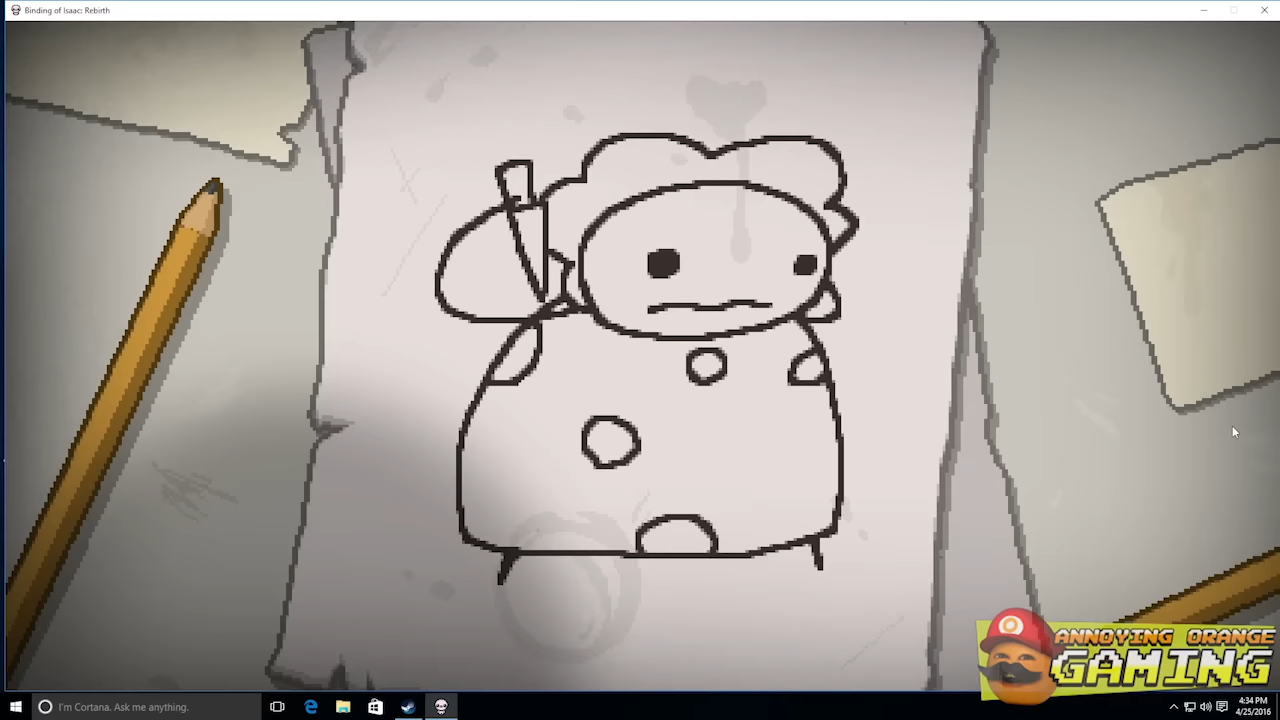 Binding of Isaac: Rebirth
ANNOYING ORANGE
GAMING
I'm Cortana. Ask me anything.
4:34 PM
4/25/2016